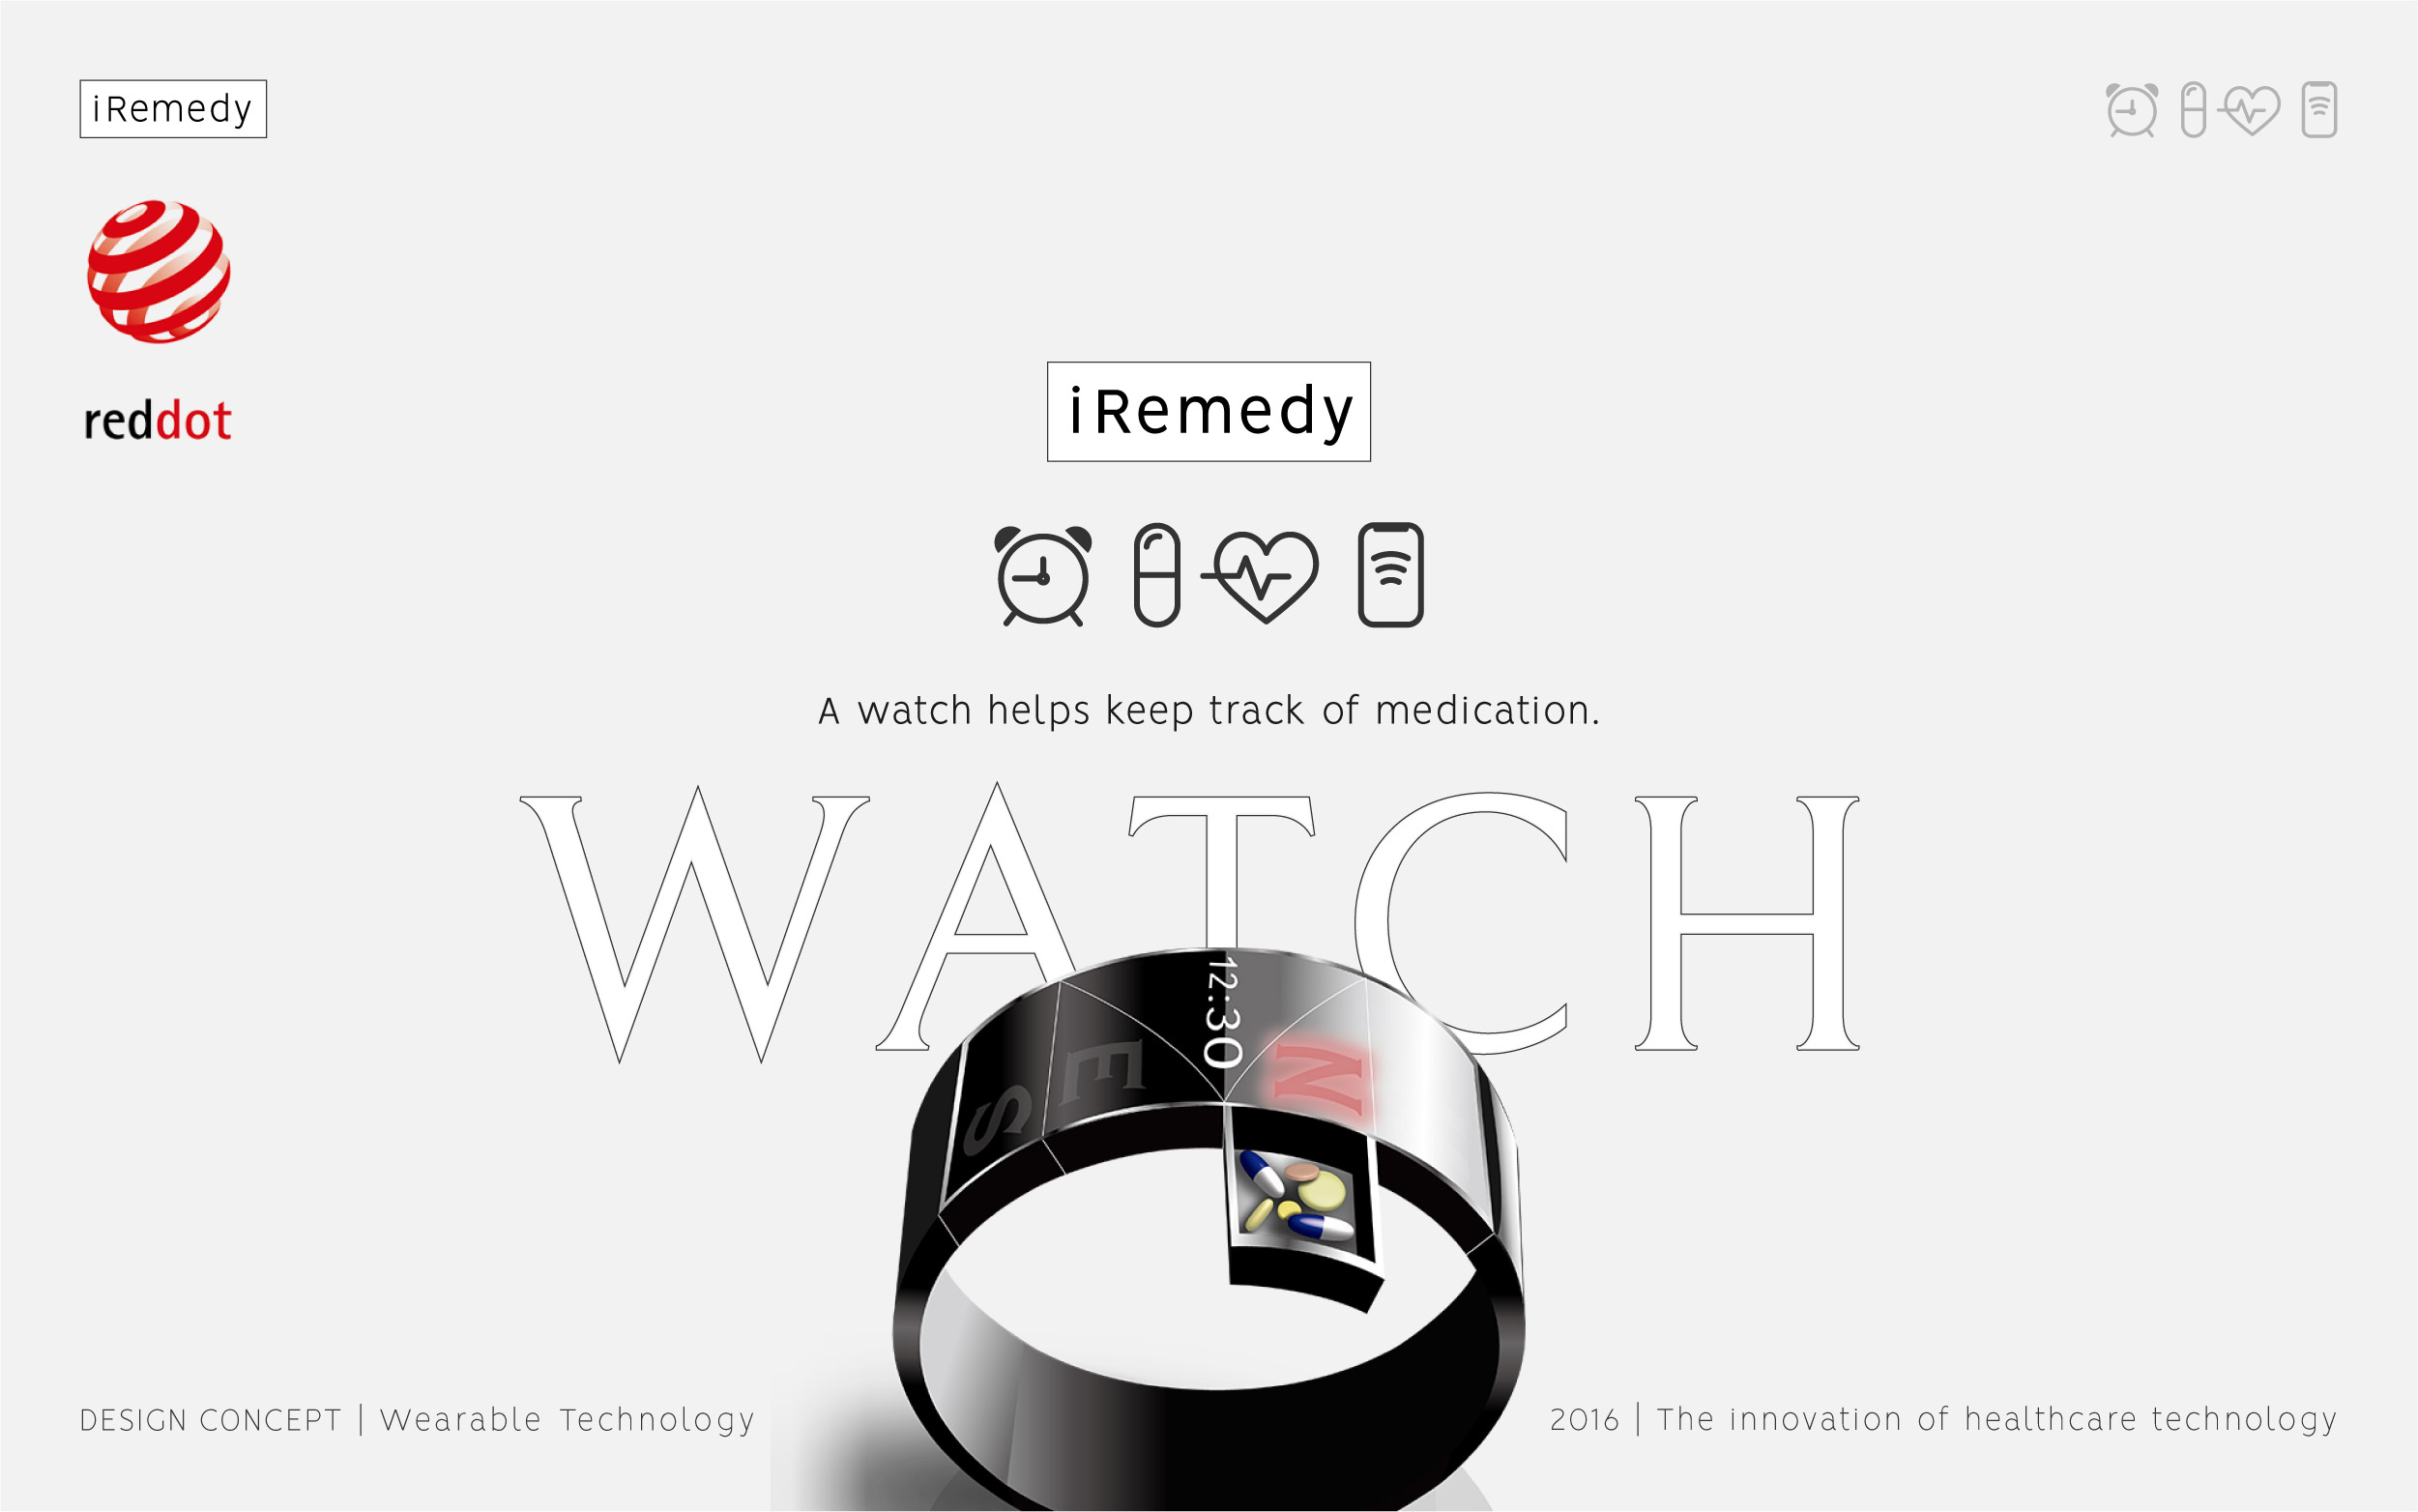 iRemedy
reddot
iRemedy
A watch helps keep track of medication.
WATCH
12:30
S
E
N
DESIGN CONCEPT | Wearable Technology
2016 | The innovation of healthcare technology